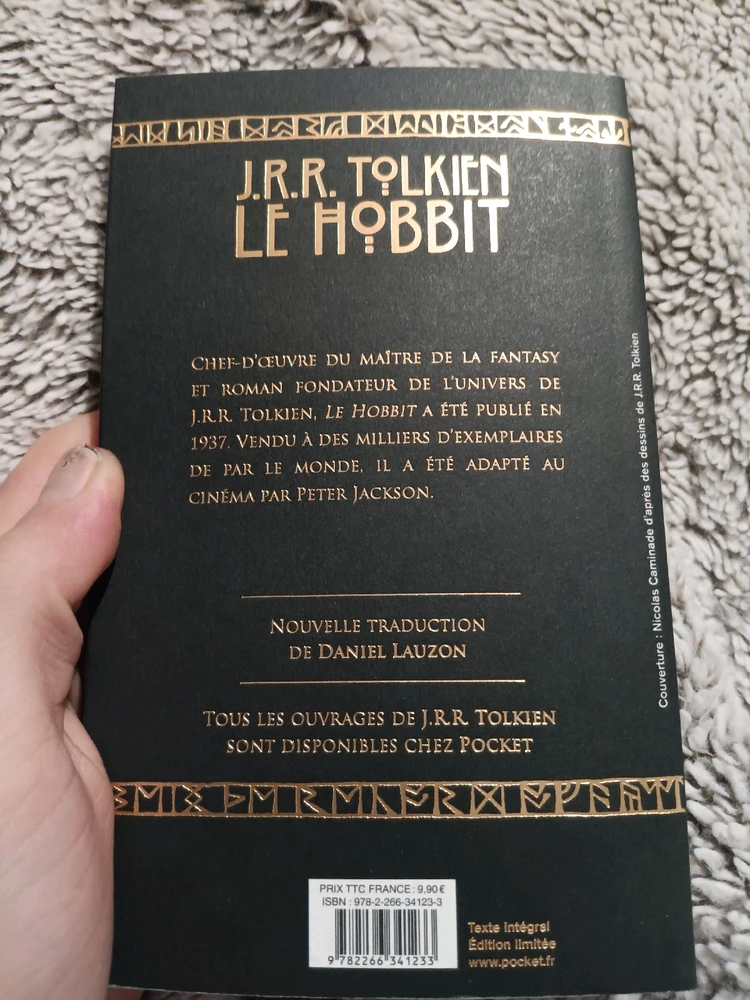 J.R.R. TOLKIEN
LE HOBBIT
CHEF-D'ŒUVRE DU MAÎTRE DE LA FANTASY
ET ROMAN FONDATEUR DE L'UNIVERS DE
J.R.R. TOLKIEN, LE HOBBIT A ÉTÉ PUBLIÉ EN
1937. VENDU À DES MILLIERS D'EXEMPLAIRES
DE PAR LE MONDE, IL A ÉTÉ ADAPTÉ AU
CINÉMA PAR PETER JACKSON.
NOUVELLE TRADUCTION
DE DANIEL LAUZON
TOUS LES OUVRAGES DE J.R.R. TOLKIEN
SONT DISPONIBLES CHEZ POCKET
Couverture : Nicolas Caminade d'après des dessins de J.R.R. Tolkien
PRIX TTC FRANCE : 9,90 €
ISBN : 978-2-266-34123-3
9 782266 341233
Texte intégral
Édition limitée
www.pocket.fr